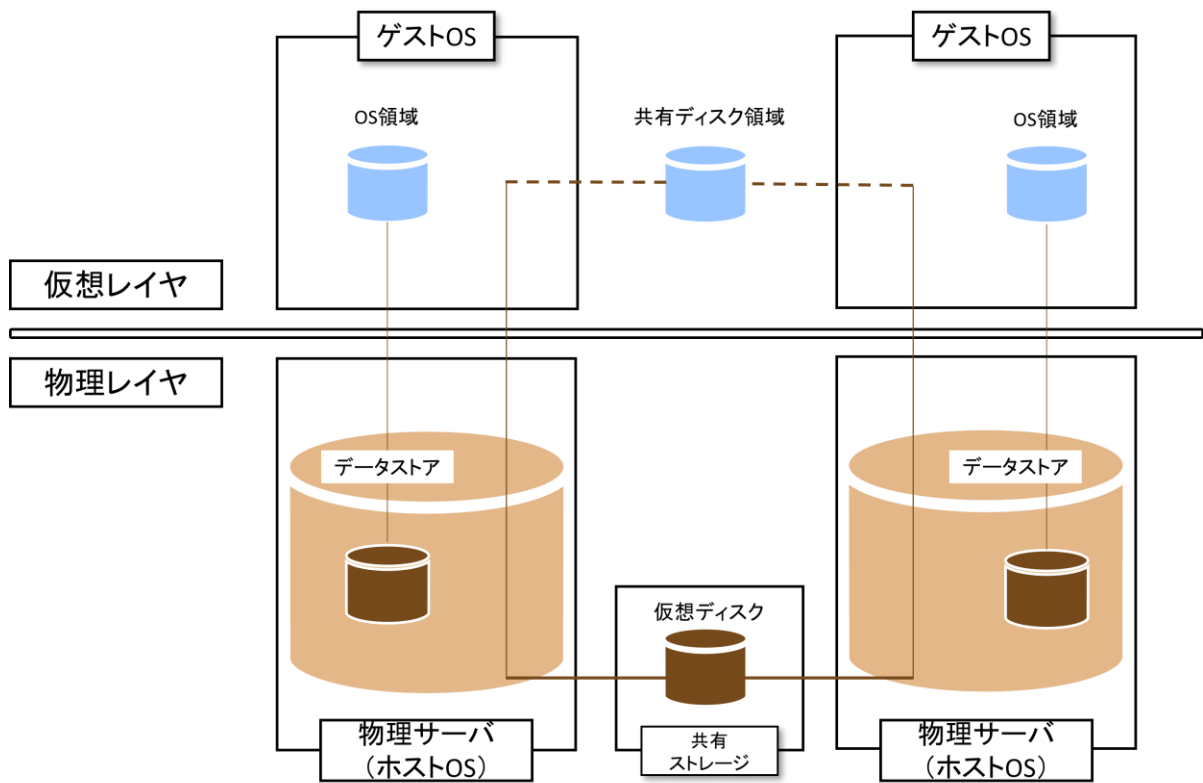 ゲストOS
ゲストOS
OS領域
共有ディスク領域
OS領域
仮想レイヤ
物理レイヤ
データストア
データストア
仮想ディスク
物理サーバ
（ホストOS）
共有
ストレージ
物理サーバ
（ホストOS）